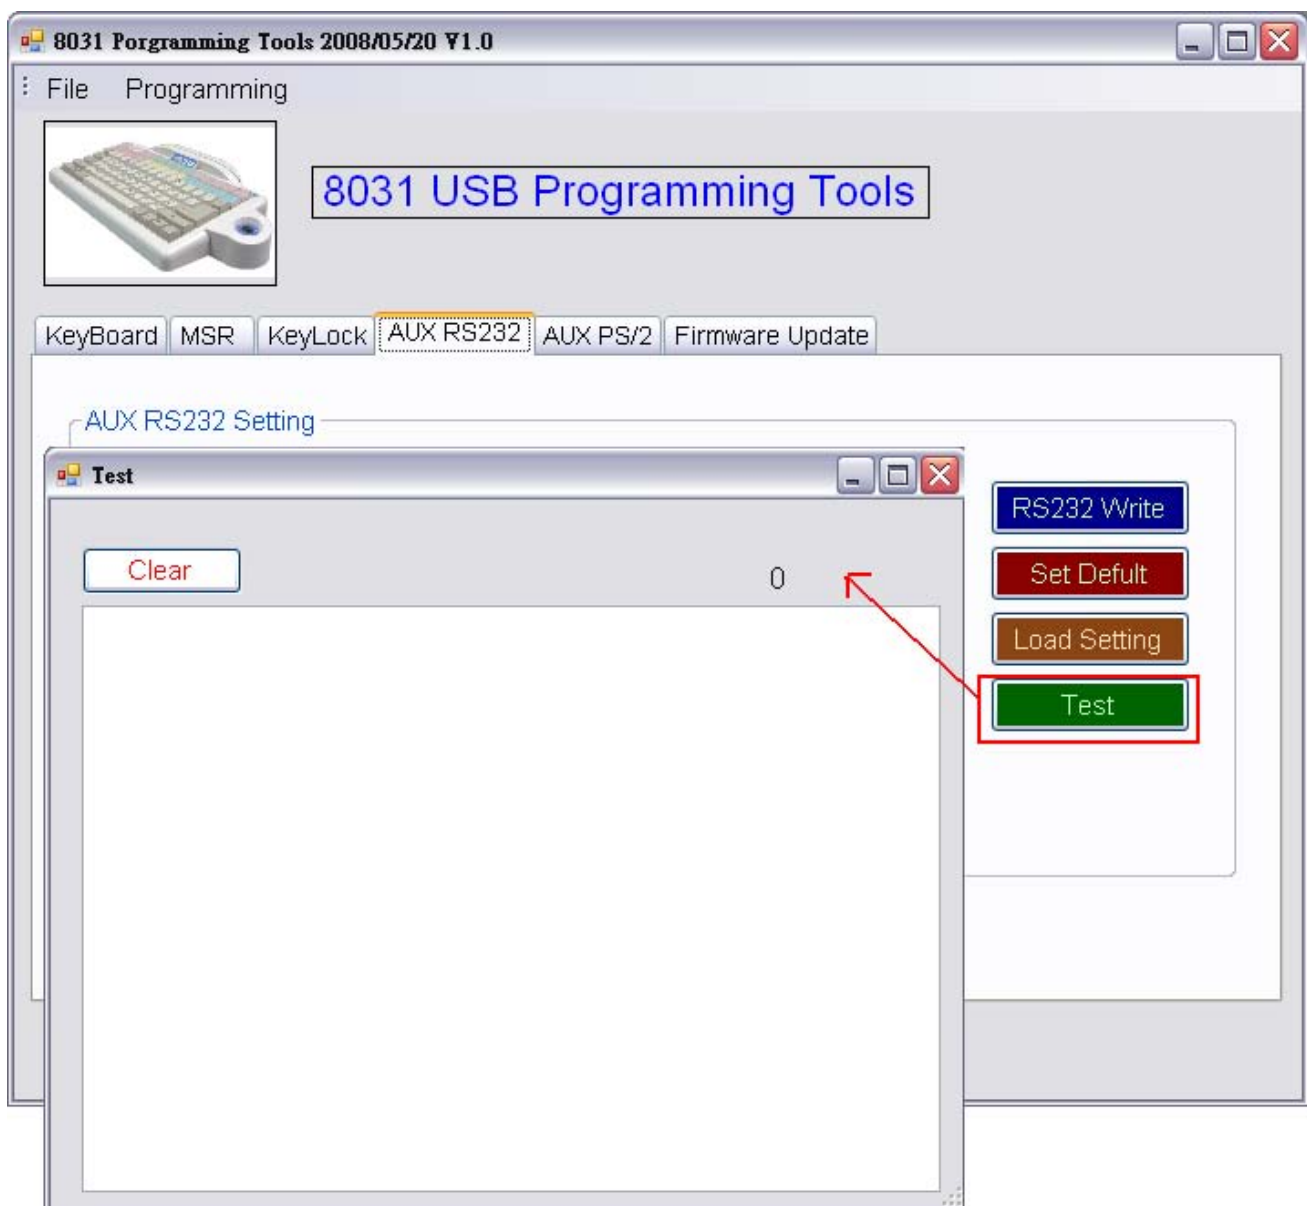 8031 Porgramming Tools 2008/05/20 V1.0
File Programming
8031 USB Programming Tools
KeyBoard MSR KeyLock AUX RS232 AUX PS/2 Firmware Update
AUX RS232 Setting
Test
RS232 Write
Clear
0
Set Defult
Load Setting
Test